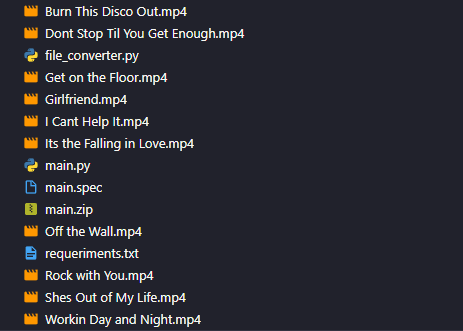 Burn This Disco Out.mp4
Dont Stop Til You Get Enough.mp4
file_converter.py
Get on the Floor.mp4
Girlfriend.mp4
I Cant Help It.mp4
Its the Falling in Love.mp4
main.py
main.spec
main.zip
Off the Wall.mp4
requeriments.txt
Rock with You.mp4
Shes Out of My Life.mp4
Workin Day and Night.mp4